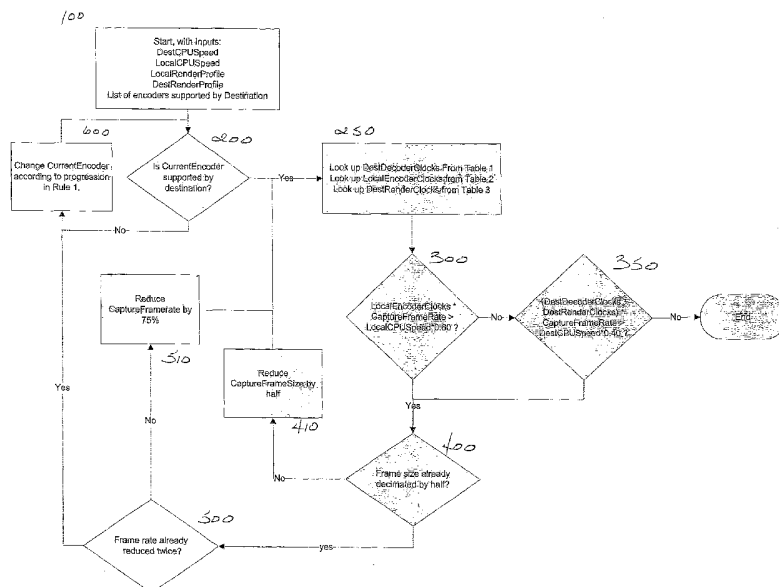 100
Start, with inputs:
DestCPUSpeed
LocalCPUSpeed
LocalRenderProfile
DestRenderProfile
List of encoders supported by Destination
600
Change CurrentEncoder
according to progression
in Rule 1.
200
Is CurrentEncoder
supported by
destination?
Yes
No
250
Look up DestDecoderClocks From Table 1
Look up LocalEncoderClocks from Table 2
Look up DestRenderClocks from Table 3
300
LocalEncoderClocks *
CaptureFrameRate >
LocalCPUSpeed*0.60 ?
No
350
(DestDecoderClocks
DestRenderClocks)
CaptureFrameRate
DestCPUSpeed*0.40 ?
No
End
Reduce
CaptureFramerate by
75%
510
Reduce
CaptureFrameSize by
half
410
Yes
Yes
No
400
Frame size already
decimated by half?
No
500
Frame rate already
reduced twice?
yes